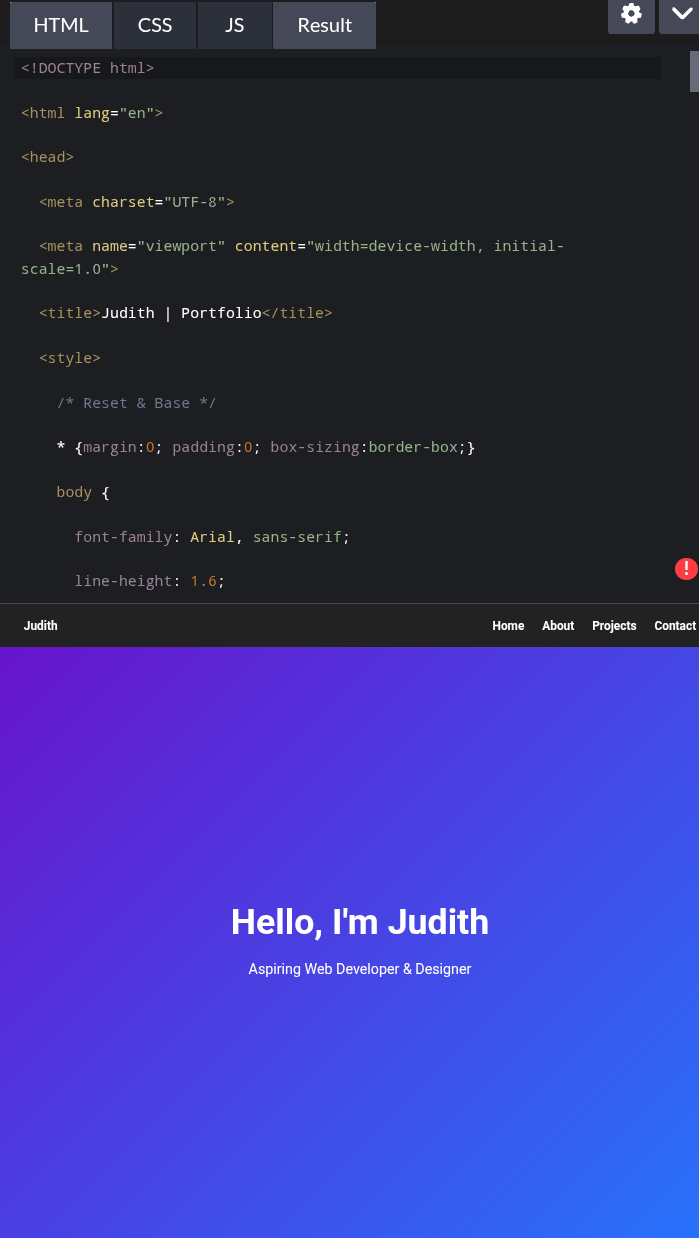 HTML CSS JS Result
<!DOCTYPE html>
<html lang="en">
<head>
<meta charset="UTF-8">
<meta name="viewport" content="width=device-width, initial-
scale=1.0">
<title>Judith | Portfolio</title>
<style>
/* Reset & Base */
* {margin:0; padding:0; box-sizing:border-box;}
body {
font-family: Arial, sans-serif;
line-height: 1.6;
!
Judith Home About Projects Contact
Hello, I'm Judith
Aspiring Web Developer & Designer